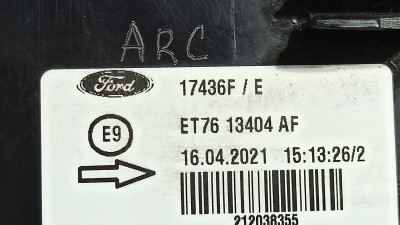 ARC
Ford
17436F / E
E9
ET76 13404 AF
16.04.2021 15:13:26/2
212038355